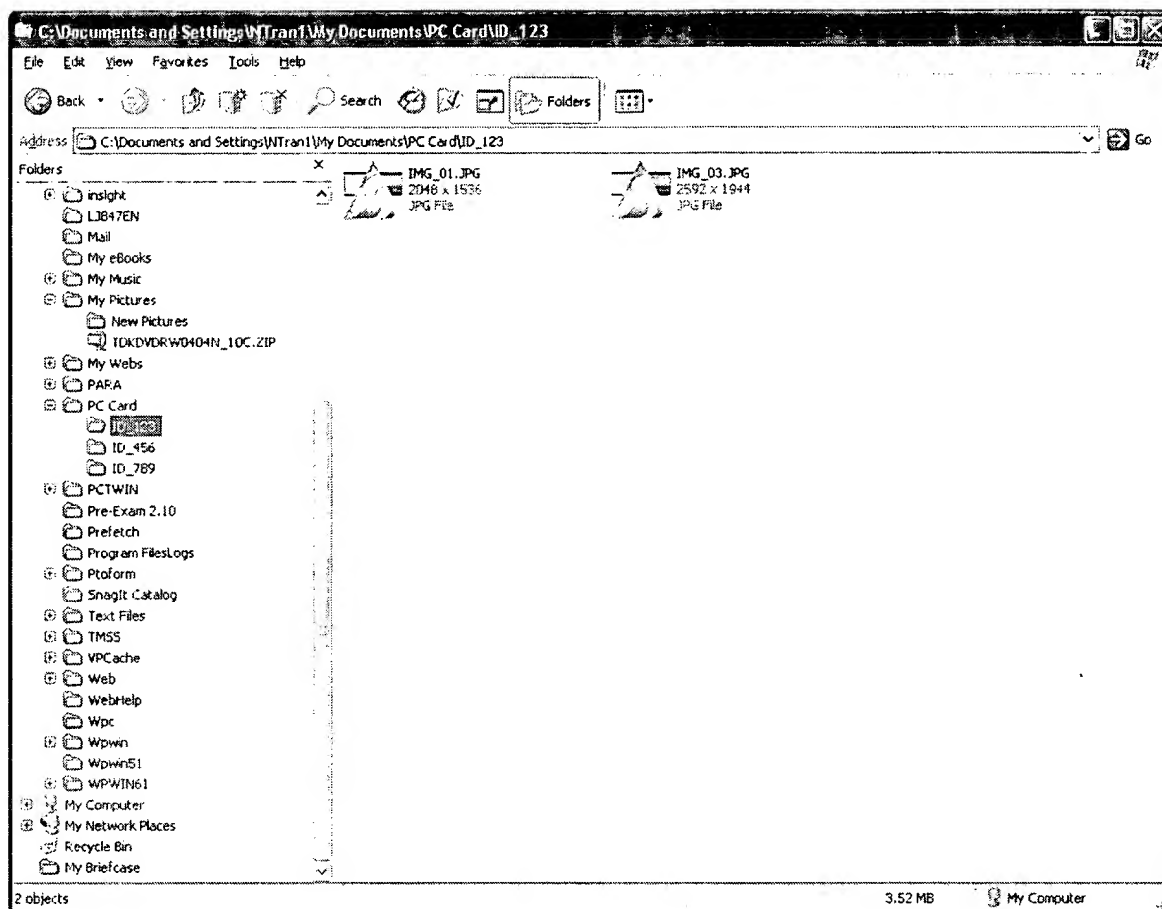 C:\Documents and Settings\NTran1\My Documents\PC Card\ID_123
File Edit View Favorites Tools Help
Back Search Folders
Address C:\Documents and Settings\NTran1\My Documents\PC Card\ID_123 Go
Folders x
insight
LJ847EN
Mail
My eBooks
My Music
My Pictures
New Pictures
TDKDVDRW0404N_10C.ZIP
My Webs
PARA
PC Card
ID_123
ID_456
ID_789
PCTWIN
Pre-Exam 2.10
Prefetch
Program FilesLogs
Ptoform
SnagIt Catalog
Text Files
TMSS
VPCache
Web
WebHelp
Wpc
Wpwin
Wpwin51
WPWIN61
My Computer
My Network Places
Recycle Bin
My Briefcase
IMG_01.JPG
2048 x 1536
JPG File
IMG_03.JPG
2592 x 1944
JPG File
2 objects 3.52 MB My Computer